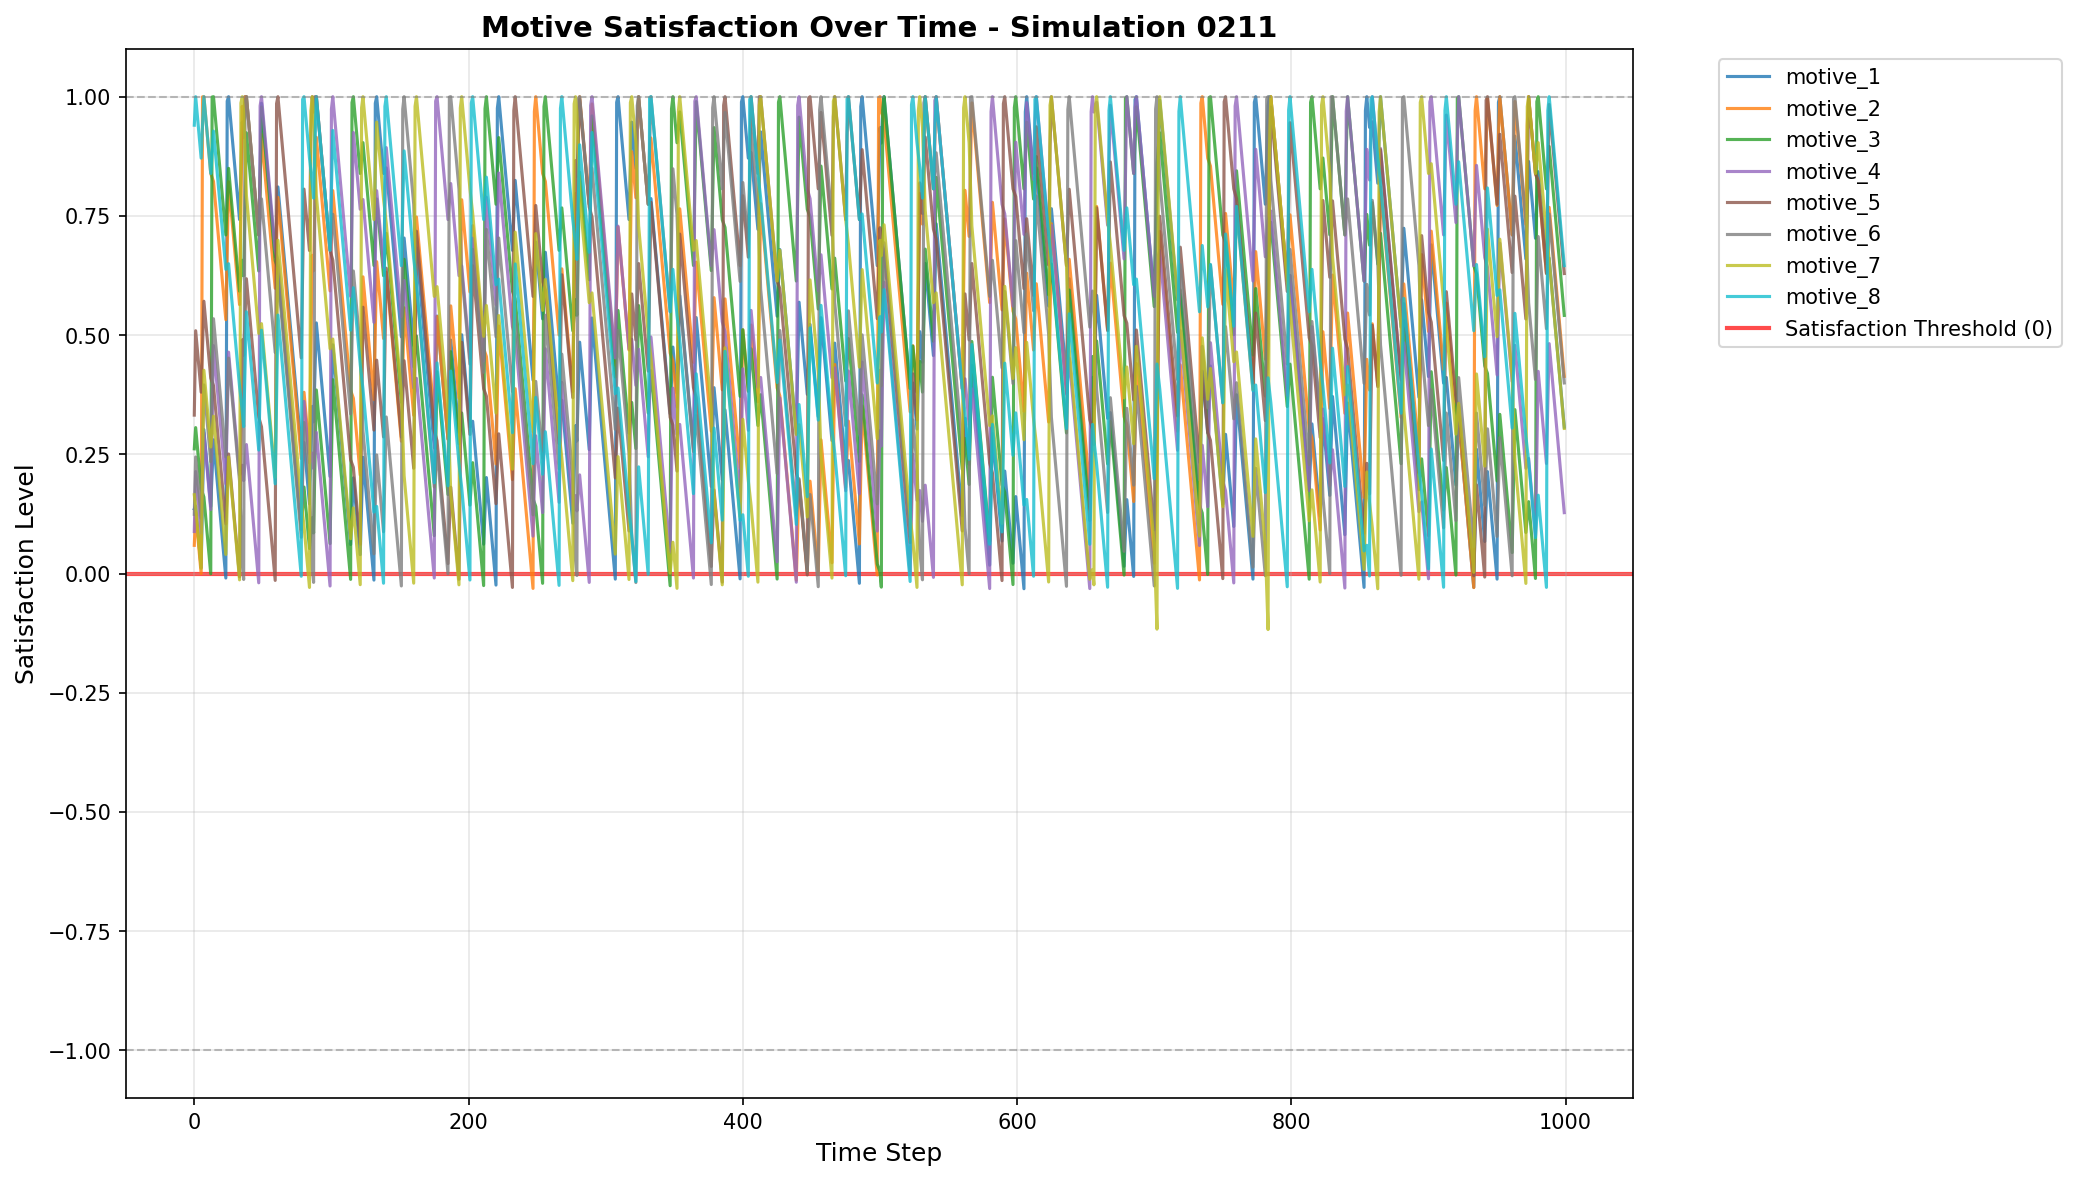 Motive Satisfaction Over Time - Simulation 0211
Satisfaction Level
1.00
0.75
0.50
0.25
0.00
−0.25
−0.50
−0.75
−1.00
0
200
400
600
800
1000
Time Step
motive_1
motive_2
motive_3
motive_4
motive_5
motive_6
motive_7
motive_8
Satisfaction Threshold (0)